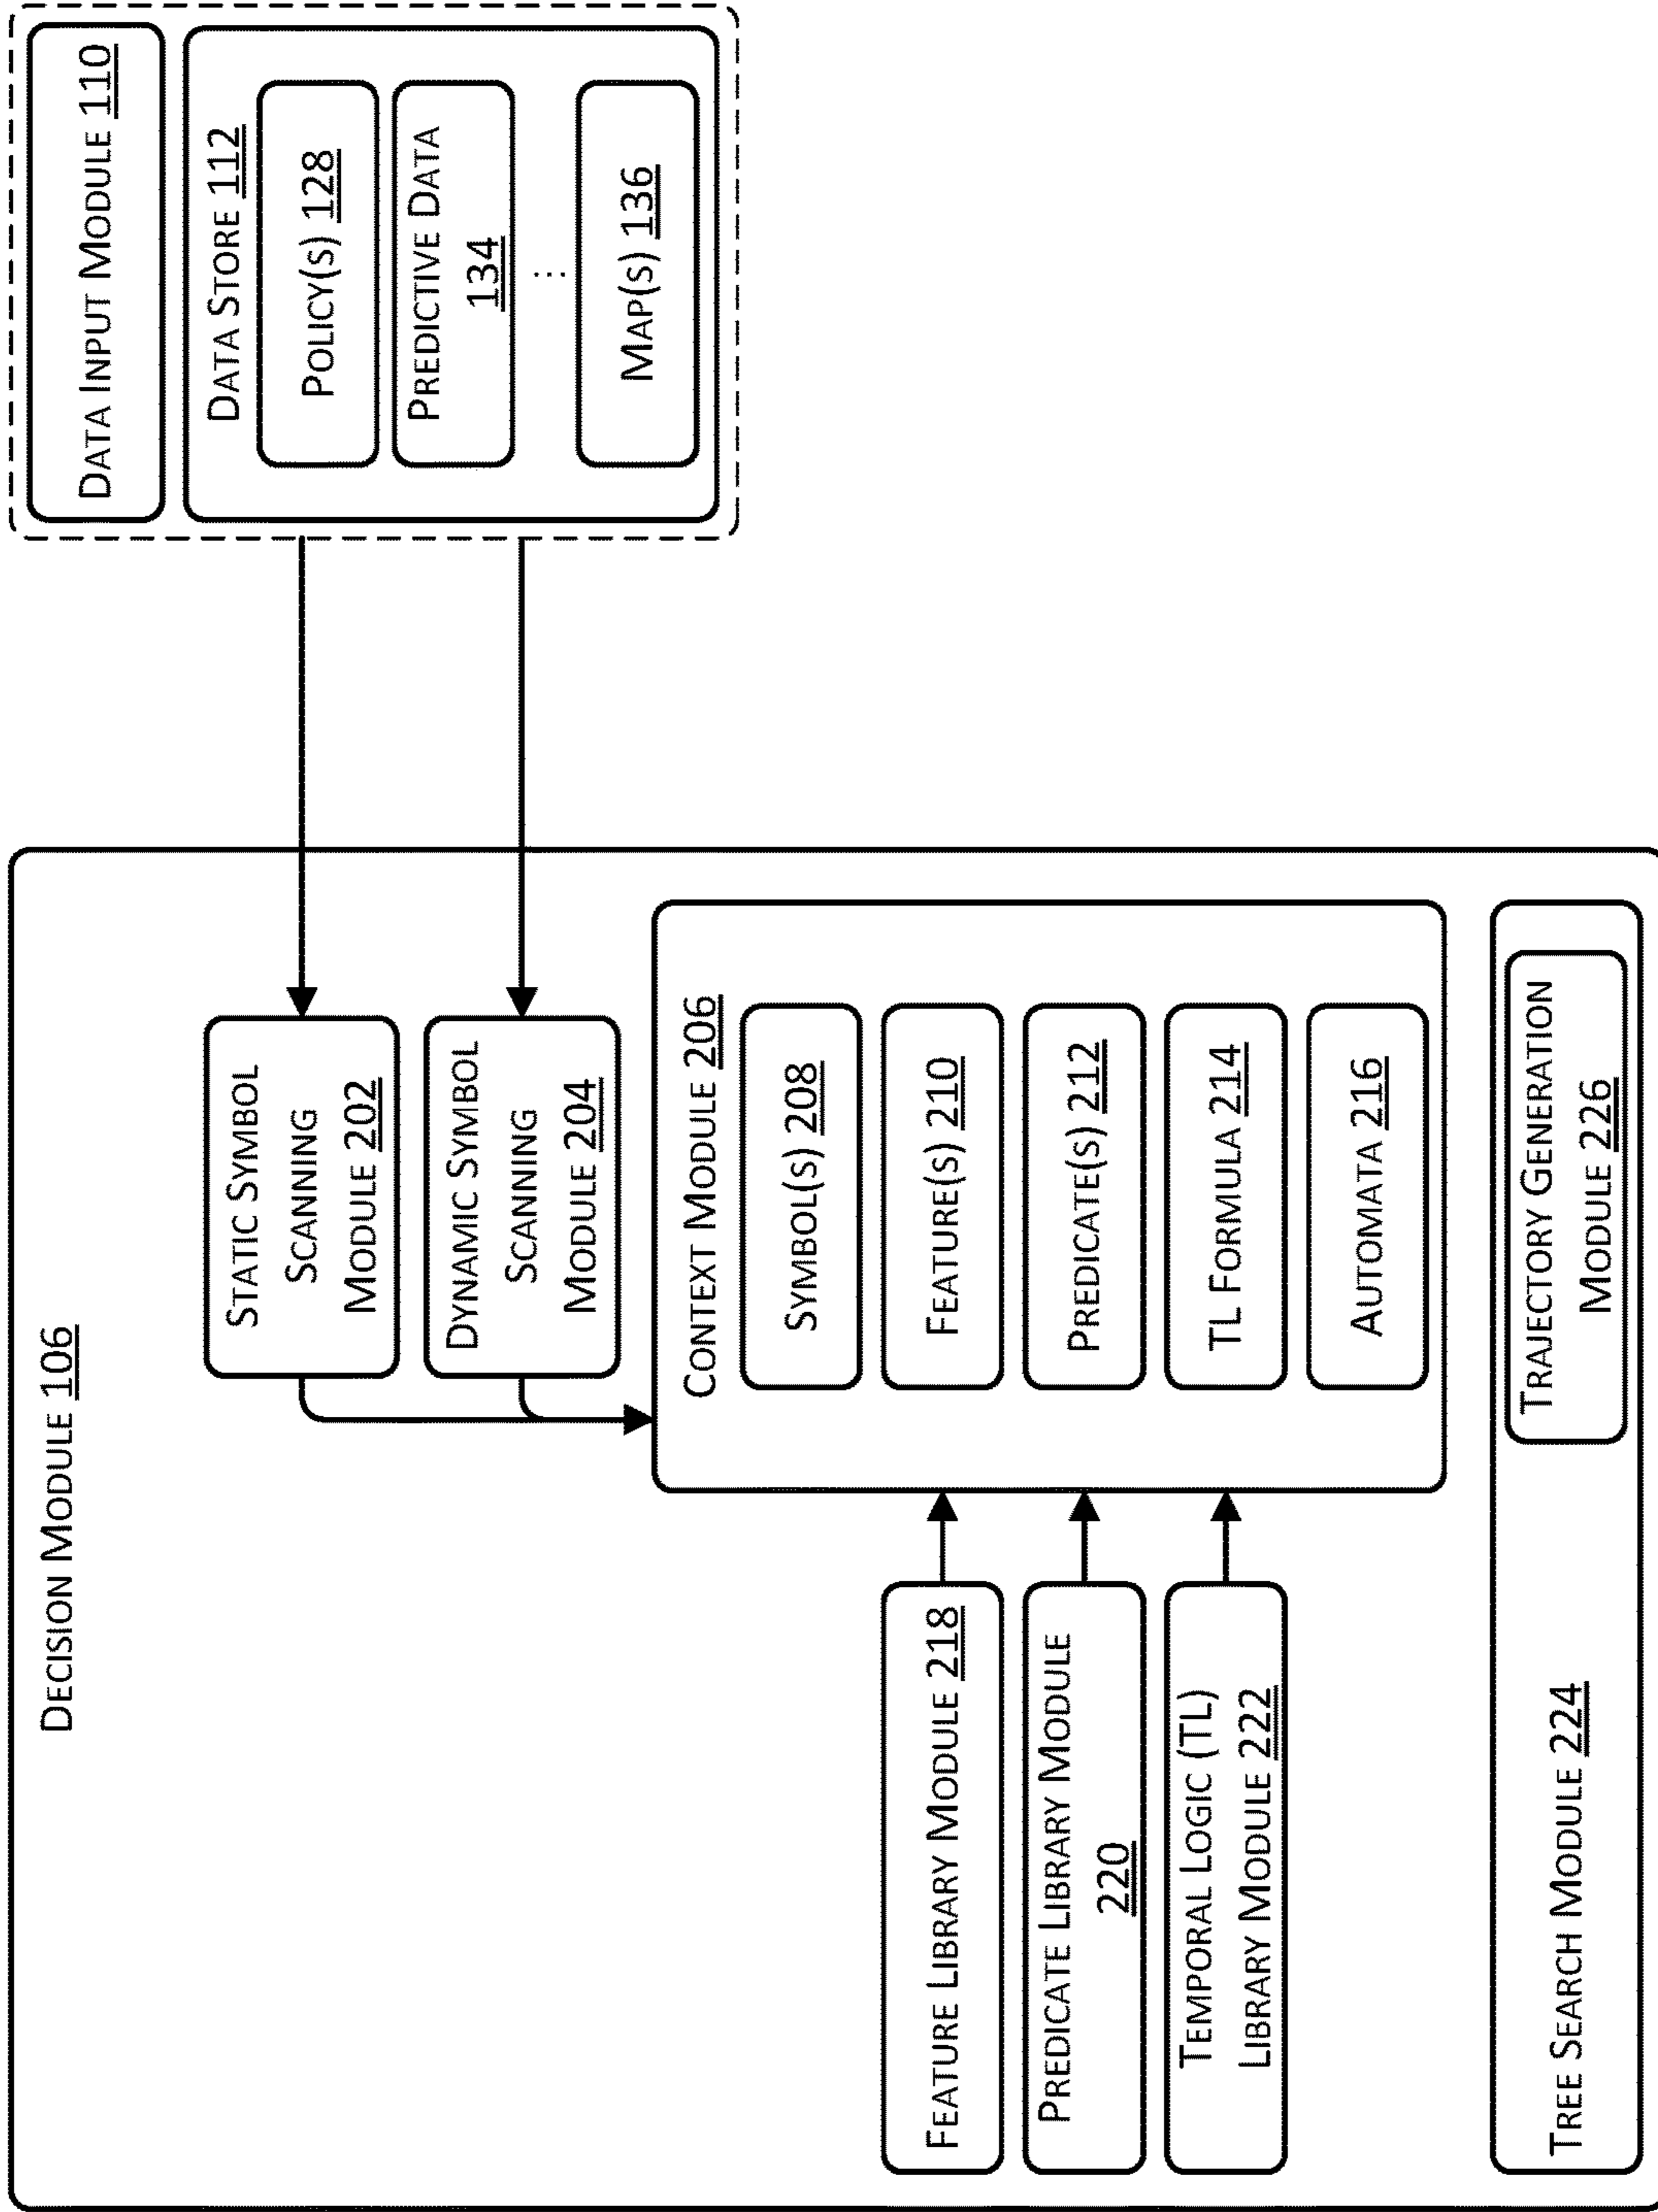 DECISION MODULE 106
STATIC SYMBOL
SCANNING
MODULE 202
DYNAMIC SYMBOL
SCANNING
MODULE 204
CONTEXT MODULE 206
SYMBOL(S) 208
FEATURE(S) 210
PREDICATE(S) 212
TL FORMULA 214
AUTOMATA 216
FEATURE LIBRARY MODULE 218
PREDICATE LIBRARY MODULE
220
TEMPORAL LOGIC (TL)
LIBRARY MODULE 222
TREE SEARCH MODULE 224
TRAJECTORY GENERATION
MODULE 226
DATA INPUT MODULE 110
DATA STORE 112
POLICY(S) 128
PREDICTIVE DATA
134
...
MAP(S) 136